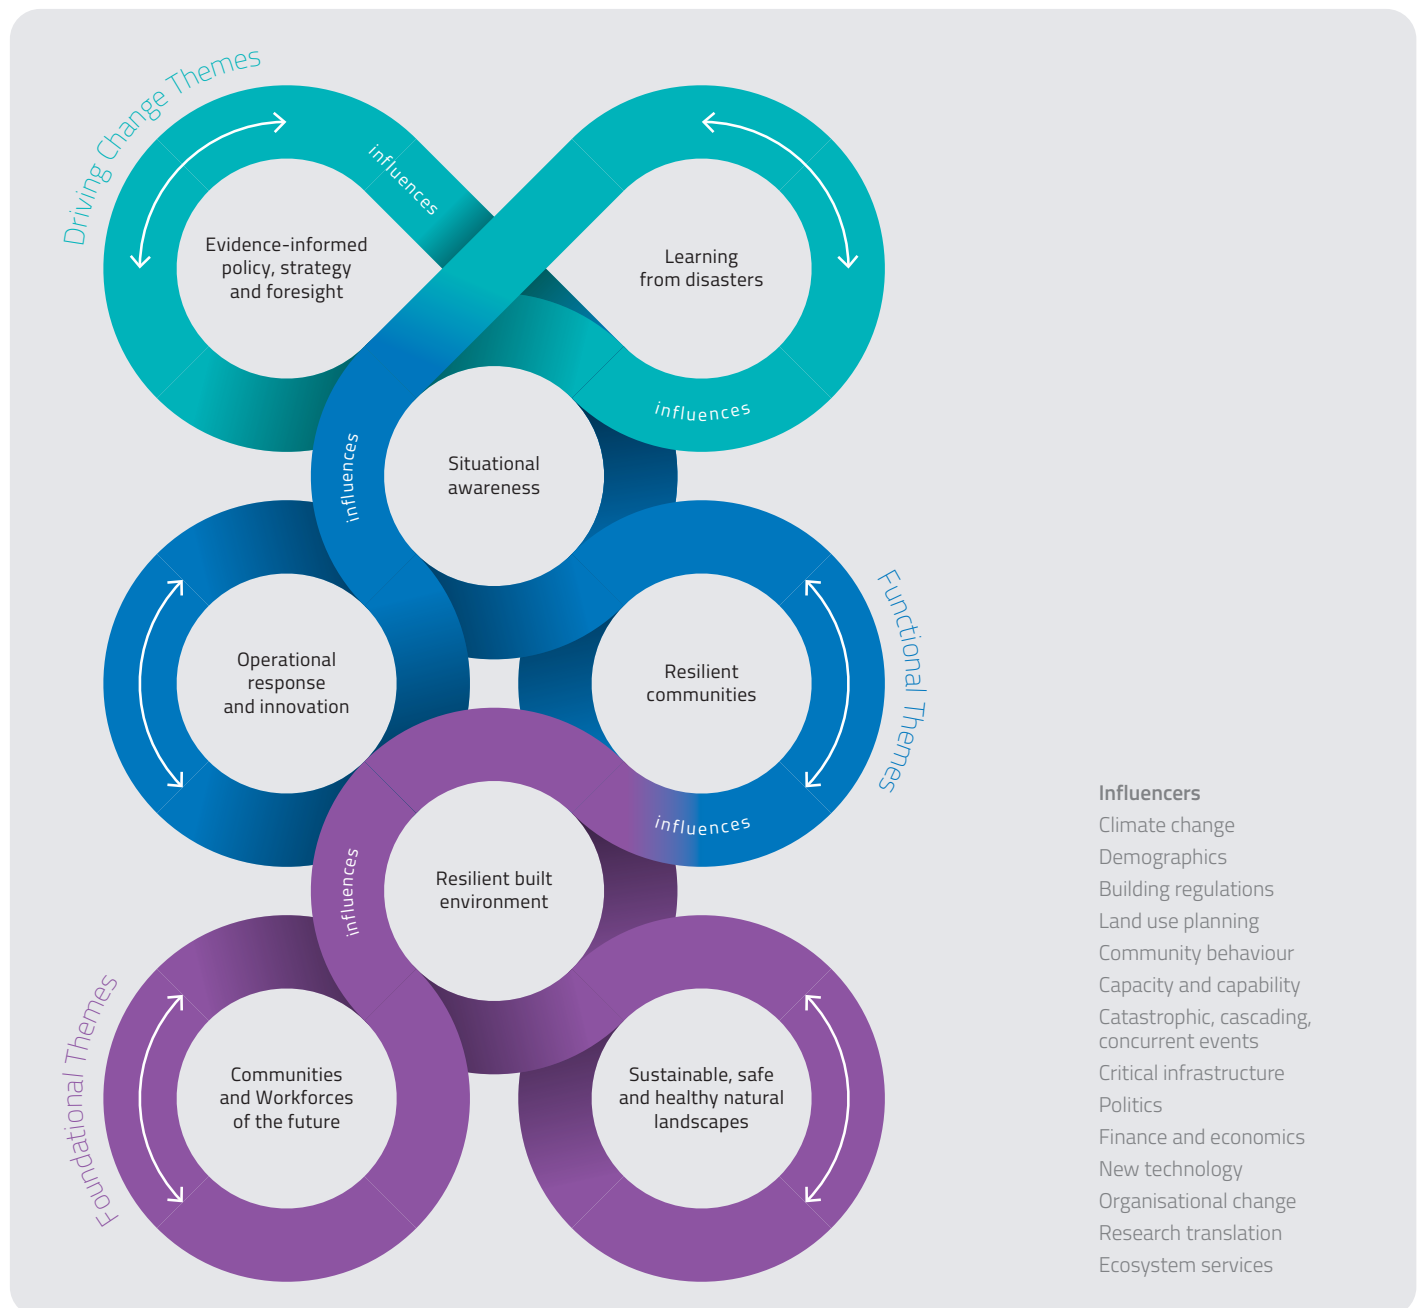 Driving Change Themes
influences
Evidence-informed
policy, strategy
and foresight
Learning
from disasters
influences
influences
Situational
awareness
Operational
response
and innovation
Resilient
communities
Functional Themes
influences
influences
Resilient built
environment
Foundational Themes
Communities
and Workforces
of the future
Sustainable, safe
and healthy natural
landscapes
Influencers
Climate change
Demographics
Building regulations
Land use planning
Community behaviour
Capacity and capability
Catastrophic, cascading,
concurrent events
Critical infrastructure
Politics
Finance and economics
New technology
Organisational change
Research translation
Ecosystem services